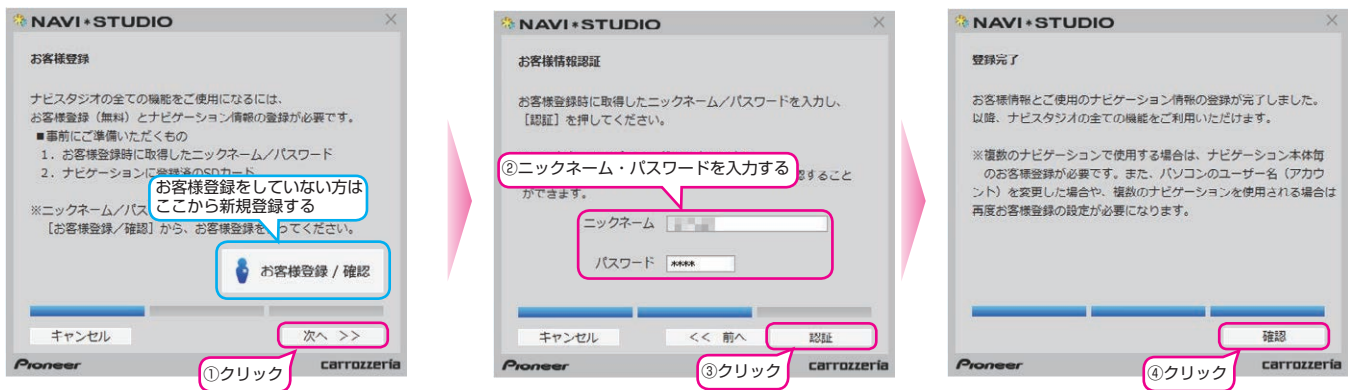 NAVI*STUDIO
お客様登録
ナビスタジオの全ての機能をご使用になるには、
お客様登録（無料）とナビゲーション情報の登録が必要です。
■事前にご準備いただくもの
1．お客様登録時に取得したニックネーム／パスワード
2．ナビゲーションに登録済のSDカード
お客様登録をしていない方は
ここから新規登録する
※ニックネーム／パス
［お客様登録／確認］から、お客様登録を
ってください。
お客様登録 / 確認
キャンセル
次へ >>
①クリック
Pioneer
carrozzeria
NAVI*STUDIO
お客様情報認証
お客様登録時に取得したニックネーム／パスワードを入力し、
［認証］を押してください。
②ニックネーム・パスワードを入力する
認すること
ができます。
ニックネーム
パスワード ****
キャンセル
<< 前へ
認証
③クリック
Pioneer
carrozzeria
NAVI*STUDIO
登録完了
お客様情報とご使用のナビゲーション情報の登録が完了しました。
以降、ナビスタジオの全ての機能をご利用いただけます。
※複数のナビゲーションで使用する場合は、ナビゲーション本体毎
のお客様登録が必要です。また、パソコンのユーザー名（アカウ
ント）を変更した場合や、複数のナビゲーションを使用される場合は
再度お客様登録の設定が必要になります。
確認
④クリック
Pioneer
carrozzeria